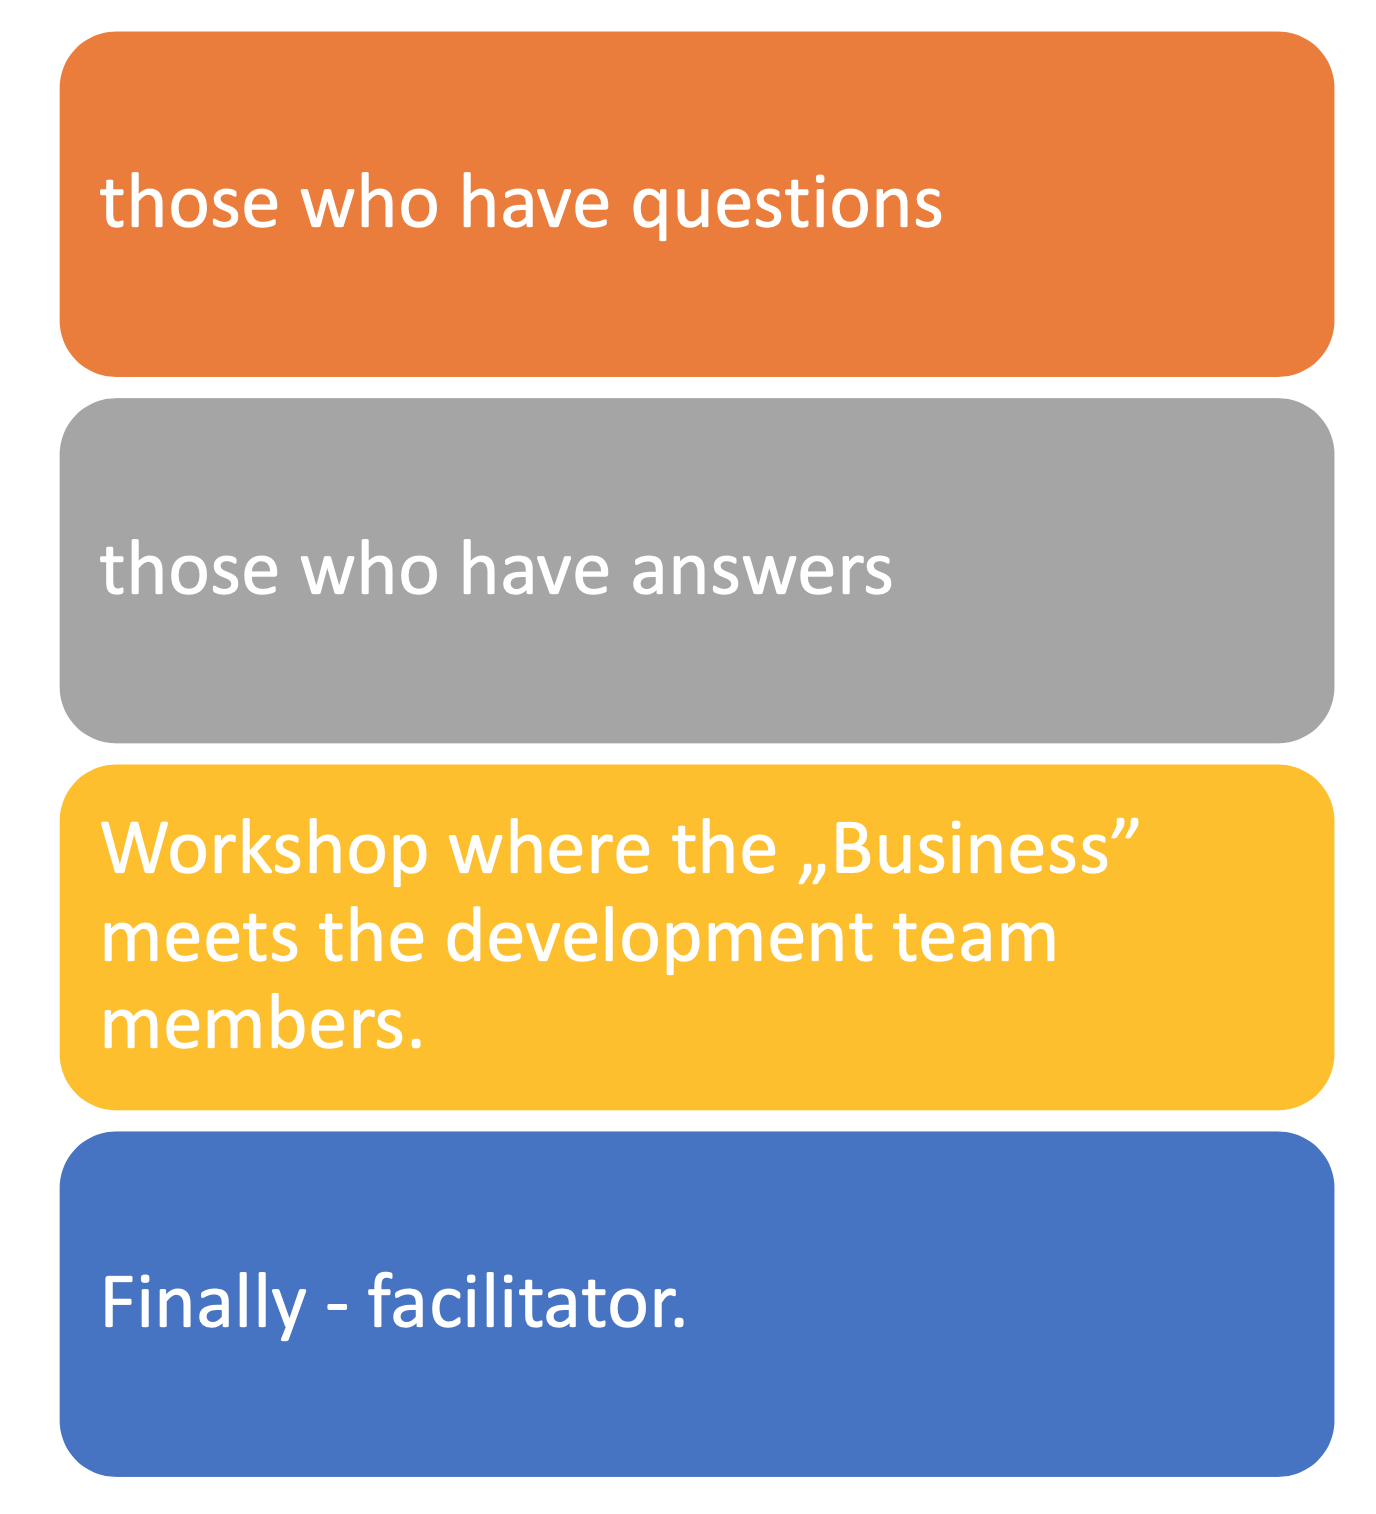 those who have questions
those who have answers
Workshop where the „Business”
meets the development team
members.
Finally - facilitator.